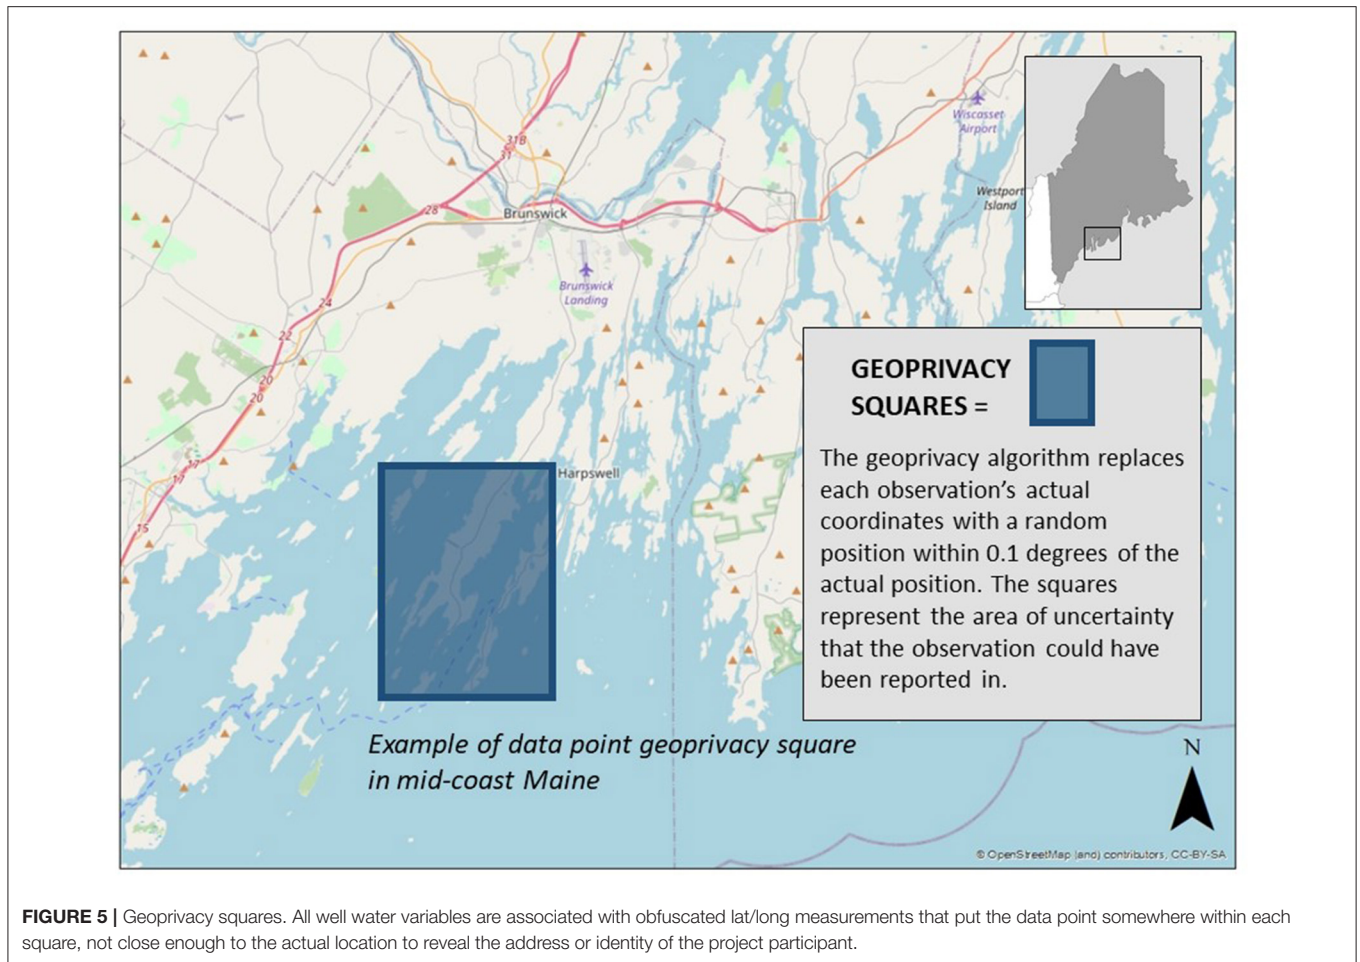 31B
31
Wiscasset
Airport
Westport
Island
28
Brunswick
Brunswick
Landing
24
22
20
20
17
17
15
Harpswell
GEOPRIVACY
SQUARES =
The geoprivacy algorithm replaces
each observation’s actual
coordinates with a random
position within 0.1 degrees of the
actual position. The squares
represent the area of uncertainty
that the observation could have
been reported in.
Example of data point geoprivacy square
in mid-coast Maine
N
© OpenStreetMap (and) contributors, CC-BY-SA
FIGURE 5 | Geoprivacy squares. All well water variables are associated with obfuscated lat/long measurements that put the data point somewhere within each
square, not close enough to the actual location to reveal the address or identity of the project participant.